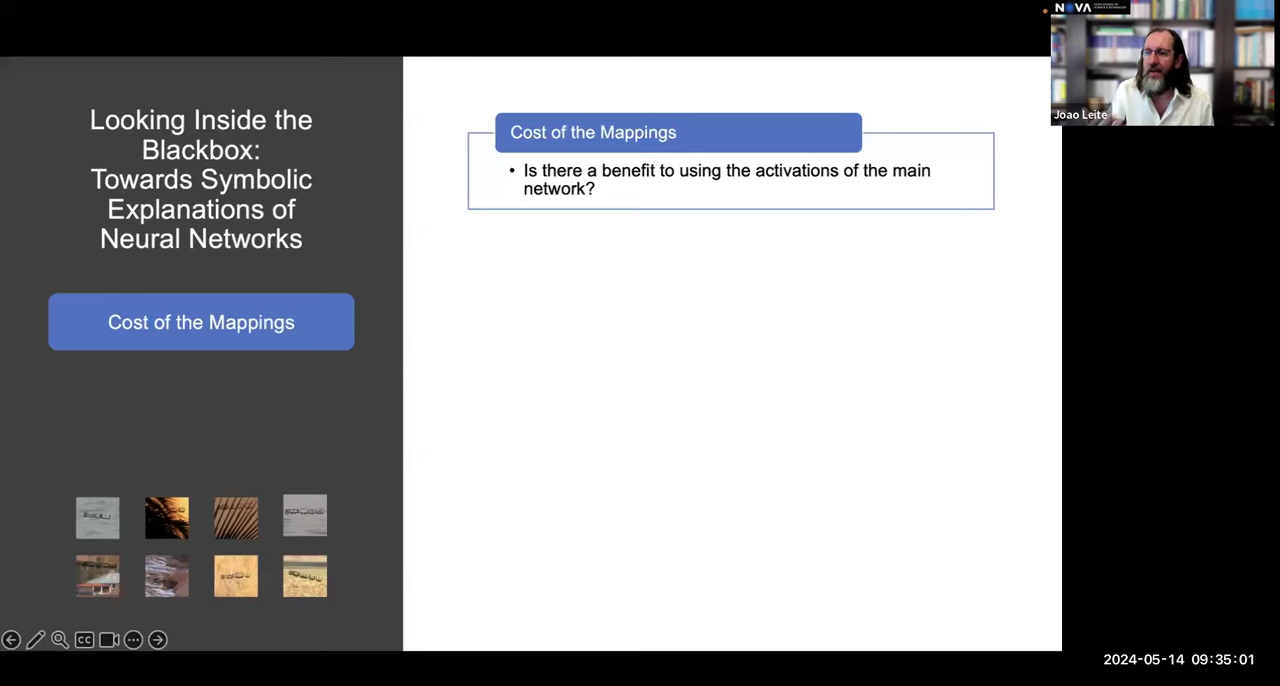 NOVA
Joao Leite
Looking Inside the
Blackbox:
Towards Symbolic
Explanations of
Neural Networks
Cost of the Mappings
Cost of the Mappings
• Is there a benefit to using the activations of the main
network?
CC
2024-05-14 09:35:01